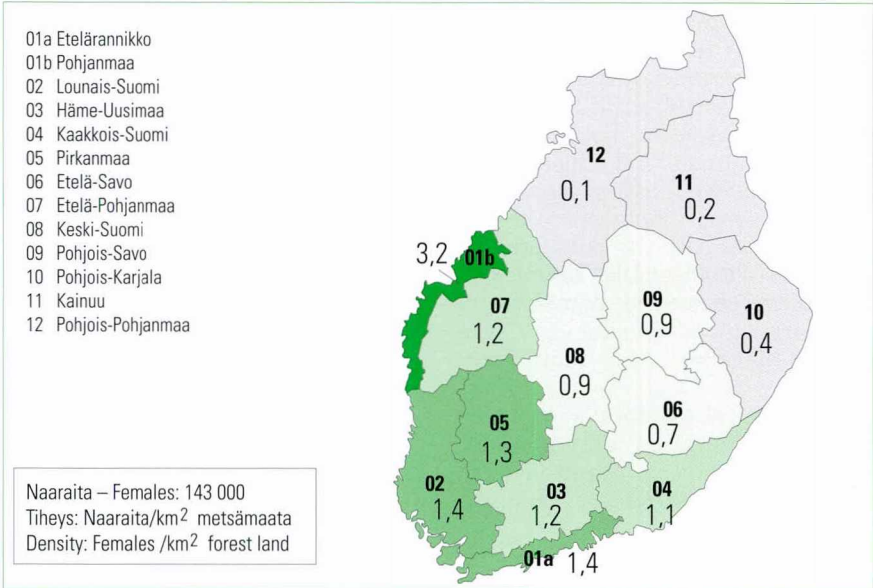 01a Etelärannikko
01b Pohjanmaa
02 Lounais-Suomi
03 Häme-Uusimaa
04 Kaakkois-Suomi
05 Pirkanmaa
06 Etelä-Savo
07 Etelä-Pohjanmaa
08 Keski-Suomi
09 Pohjois-Savo
10 Pohjois-Karjala
11 Kainuu
12 Pohjois-Pohjanmaa
12
0,1
11
0,2
3,2
01b
07
1,2
09
0,9
10
0,4
08
0,9
06
0,7
05
1,3
02
1,4
03
1,2
04
1,1
01a 1,4
Naaraita – Females: 143 000
Tiheys: Naaraita/km² metsämaata
Density: Females /km² forest land